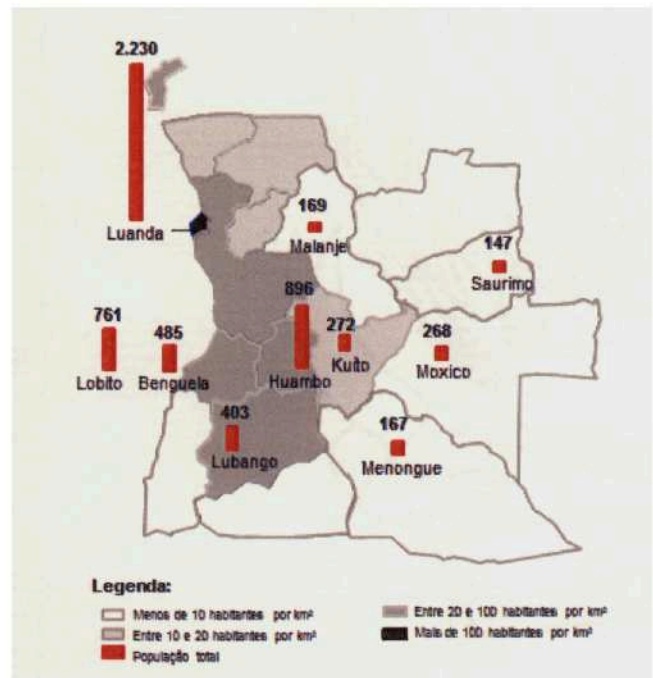 2.230
Luanda
169
Malanje
147
Saurimo
896
Huambo
761
Lobito
485
Benguela
272
Kuíto
268
Moxico
403
Lubango
167
Menongue
Legenda:
Menos de 10 habitantes por km²
Entre 20 e 100 habitantes por km²
Entre 10 e 20 habitantes por km²
Mais de 100 habitantes por km²
População total